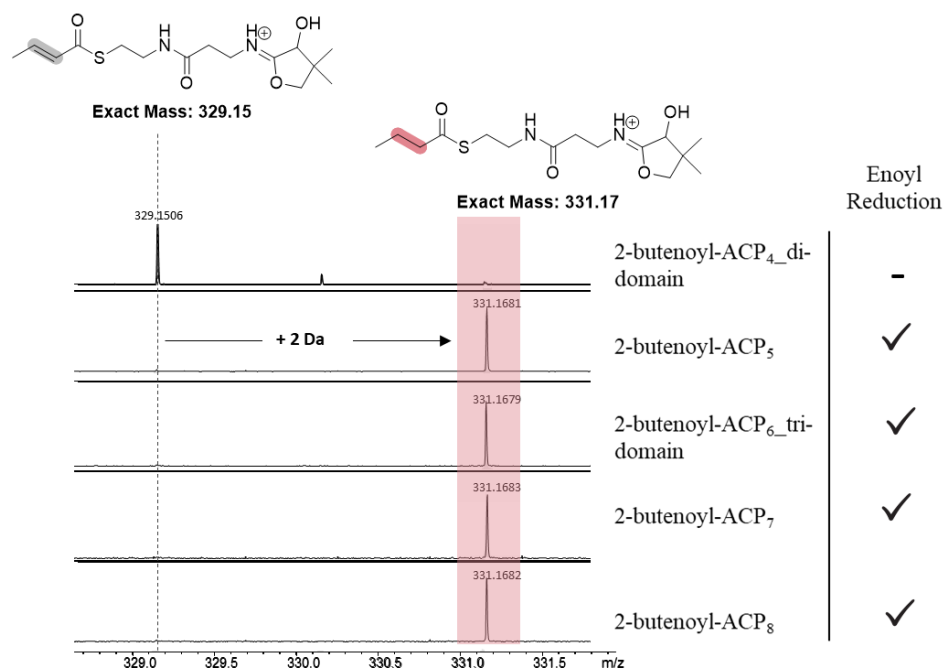 O
S
H
N
O
H
N⊕
OH
O
Exact Mass: 329.15
O
S
H
N
O
H
N⊕
OH
O
Exact Mass: 331.17
Enoyl
Reduction
329.1506
2-butenoyl-ACP₄_di-
domain
-
331.1681
+ 2 Da
2-butenoyl-ACP₅
✓
331.1679
2-butenoyl-ACP₆_tri-
domain
✓
331.1683
2-butenoyl-ACP₇
✓
331.1682
2-butenoyl-ACP₈
✓
329.0 329.5 330.0 330.5 331.0 331.5 m/z